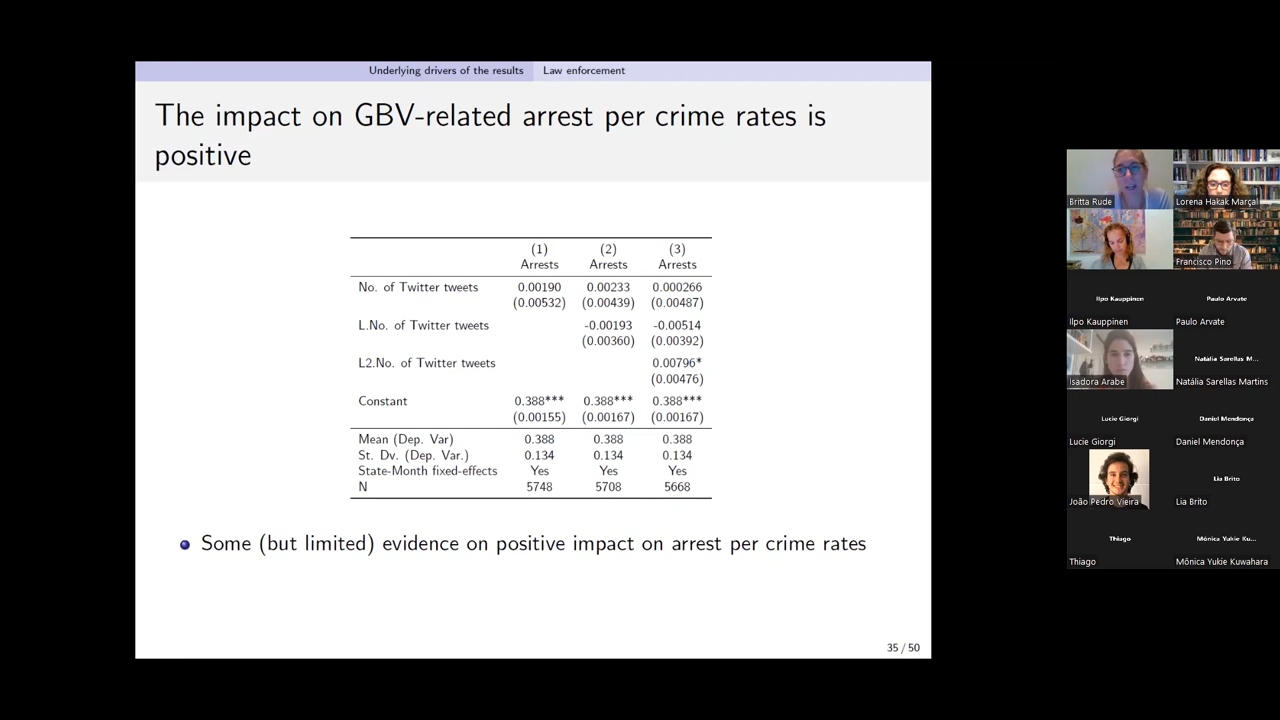 Underlying drivers of the results Law enforcement
The impact on GBV-related arrest per crime rates is
positive
(1) (2) (3)
Arrests Arrests Arrests
No. of Twitter tweets 0.00190 0.00233 0.000266
(0.00532) (0.00439) (0.00487)
L.No. of Twitter tweets -0.00193 -0.00514
(0.00360) (0.00392)
L2.No. of Twitter tweets 0.00796*
(0.00476)
Constant 0.388*** 0.388*** 0.388***
(0.00155) (0.00167) (0.00167)
Mean (Dep. Var) 0.388 0.388 0.388
St. Dv. (Dep. Var.) 0.134 0.134 0.134
State-Month fixed-effects Yes Yes Yes
N 5748 5708 5668
Some (but limited) evidence on positive impact on arrest per crime rates
35 / 50
Britta Rude Lorena Hakak Marçal
Francisco Pino
Ilpo Kauppinen Paulo Arvate
Ilpo Kauppinen Paulo Arvate
Natália Sarellas M...
Isadora Arabe Natália Sarellas Martins
Lucie Giorgi Daniel Mendonça
Lucie Giorgi Daniel Mendonça
Lia Brito
João Pedro Vieira Lia Brito
Thiago Mônica Yukie Ku...
Thiago Mônica Yukie Kuwahara